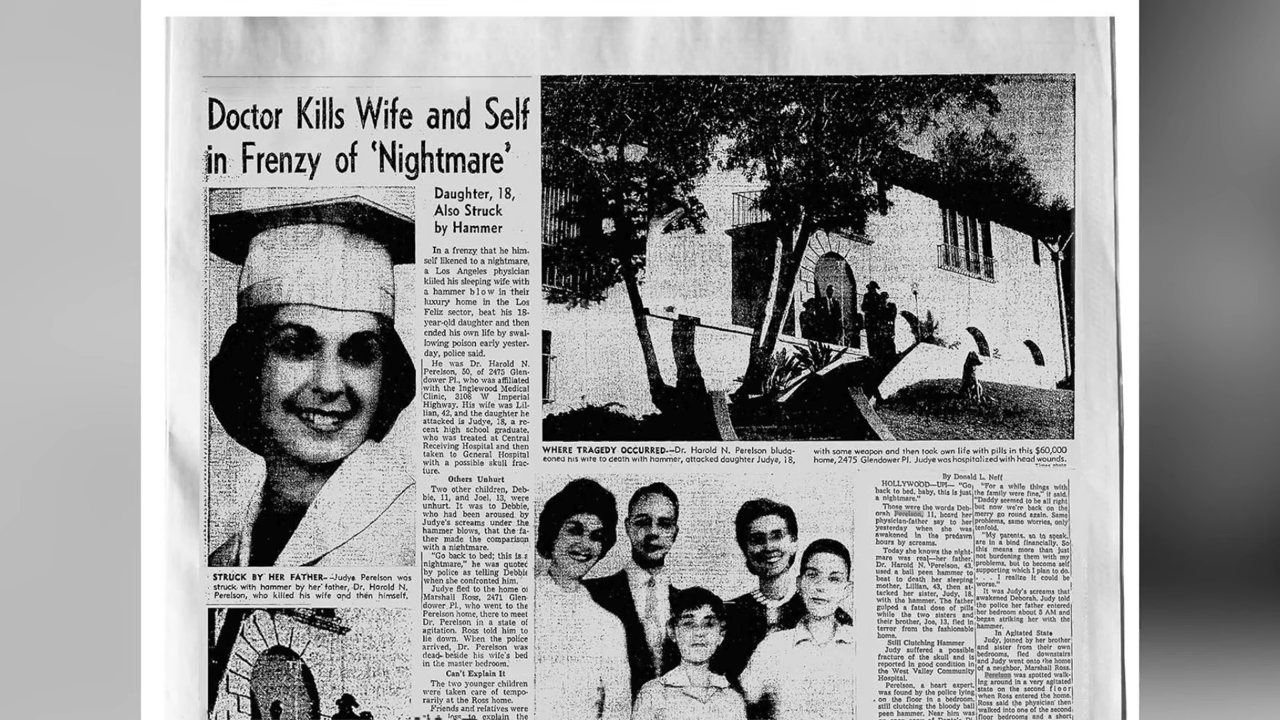 Doctor Kills Wife and Self
in Frenzy of 'Nightmare'
Daughter, 18,
Also Struck
by Hammer
In a frenzy that he him-
self likened to a nightmare,
a Los Angeles physician
killed his sleeping wife with
a hammer blow in their
luxury home in the Los
Feliz sector, beat his 18-
year-old daughter and then
ended his own life by swal-
lowing poison early yester-
day, police said.
He was Dr. Harold N.
Perelson, 50, of 2475 Glen-
dower Pl., who was affiliated
with the Inglewood Medical
Clinic, 3108 W Imperial
Highway. His wife was Lil-
lian, 42, and the daughter he
attacked is Judye, 18, a re-
cent high school graduate,
who was treated at Central
Receiving Hospital and then
taken to General Hospital
with a possible skull frac-
ture.
Others Unhurt
Two other children, Deb-
bie, 11, and Joel, 13, were
unhurt. It was to Debbie,
who had been aroused by
Judye's screams under the
hammer blows, that the fa-
ther made the comparison
with a nightmare.
"Go back to bed; this is a
nightmare," he was quoted
by police as telling Debbie
when she confronted him.
Judye fled to the home of
Marshall Ross, 2471 Glen-
dower Pl., who went to the
Perelson home, there to meet
Dr. Perelson in a state of
agitation. Ross told him to
lie down. When the police
arrived, Dr. Perelson was
dead beside his wife's bed
in the master bedroom.
Can't Explain It
The two younger children
were taken care of tempo-
rarily at the Ross home.
Friends and relatives were
loss to explain the
STRUCK BY HER FATHER--Judye Perelson was
struck with hammer by her father, Dr. Harold N.
Perelson, who killed his wife and then himself.
WHERE TRAGEDY OCCURRED--Dr. Harold N. Perelson bludg-
eoned his wife to death with hammer, attacked daughter Judye, 18,
with same weapon and then took own life with pills in this $60,000
home, 2475 Glendower Pl. Judye was hospitalized with head wounds.
Times photo
By Donald L. Neff
HOLLYWOOD—UPI— "Go
back to bed, baby, this is just
a nightmare."
Those were the words Deb-
orah Perelson, 11, heard her
physician-father say to her
yesterday when she was
awakened in the predawn
hours by screams.
Today she knows the night-
mare was real—her father
Dr. Harold N. Perelson, 43,
used a ball peen hammer to
beat to death her sleeping
mother, Lillian, 43, then at-
tacked her sister, Judy, 18,
with the hammer. The father
gulped a fatal dose of pills
while the two sisters and
their brother, Joe, 13, fled in
terror from the fashionable
home.
Still Clutching Hammer
Judy suffered a possible
fracture of the skull and is
reported in good condition in
the West Valley Community
Hospital.
Perelson, a heart expert,
was found by the police lying
on the floor in a bedroom,
still clutching the bloody ball
peen hammer. Near him was
"For a while things with
the family were fine," it said.
"Daddy seemed to be all right
but now we're back on the
merry go round again. Same
problems, same worries, only
tenfold.
"My parents, so to speak,
are in a bind financially. So
this means more than just
not burdening them with my
problems, but to become self
supporting which I plan to do.
. . . I realize it could be
worse."
It was Judy's screams that
awakened Deborah. Judy told
the police her father entered
her bedroom about 5 AM and
began striking her with the
hammer.
In Agitated State
Judy, joined by her brother
and sister from their own
bedrooms, fled downstairs
and Judy went onto the home
of a neighbor, Marshall Ross.
Perelson was spotted walk-
ing around in a very agitated
state on the second floor
when Ross entered the home.
Ross said the physician then
walked into one of the second
floor bedrooms and a short